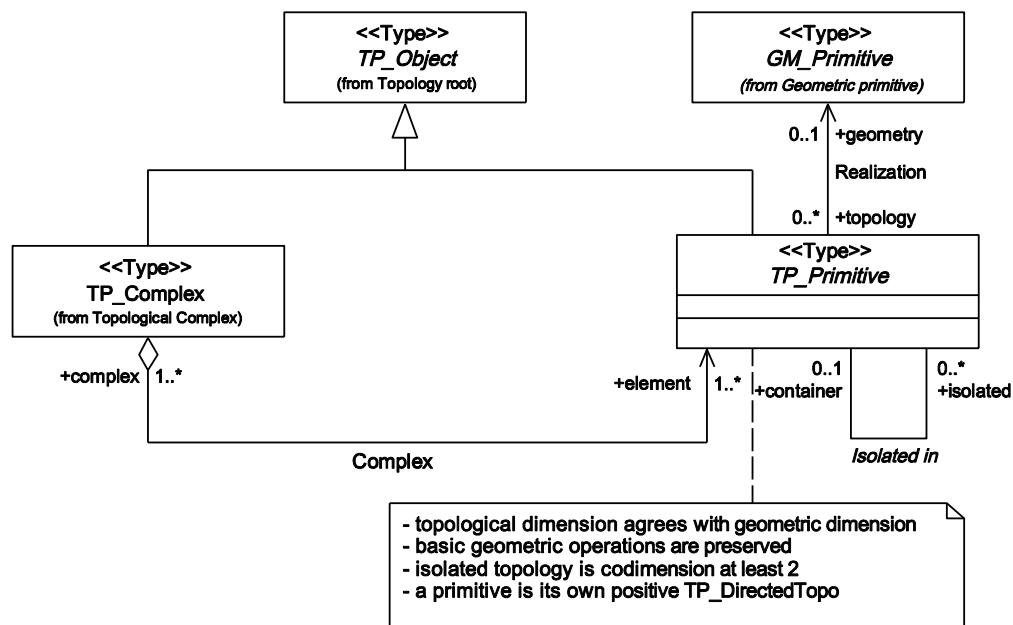 <<Type>>
TP_Object
(from Topology root)
<<Type>>
GM_Primitive
(from Geometric primitive)
0..1 +geometry
Realization
0..* +topology
<<Type>>
TP_Complex
(from Topological Complex)
<<Type>>
TP_Primitive
+complex 1..*
+element 1..*
0..1
+container
0..*
+isolated
Complex
Isolated in
- topological dimension agrees with geometric dimension
- basic geometric operations are preserved
- isolated topology is codimension at least 2
- a primitive is its own positive TP_DirectedTopo